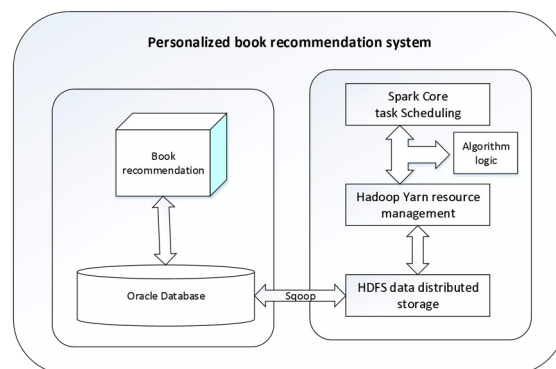 Personalized book recommendation system
Book
recommendation
Oracle Database
Sqoop
Spark Core
task Scheduling
Algorithm
logic
Hadoop Yarn resource
management
HDFS data distributed
storage